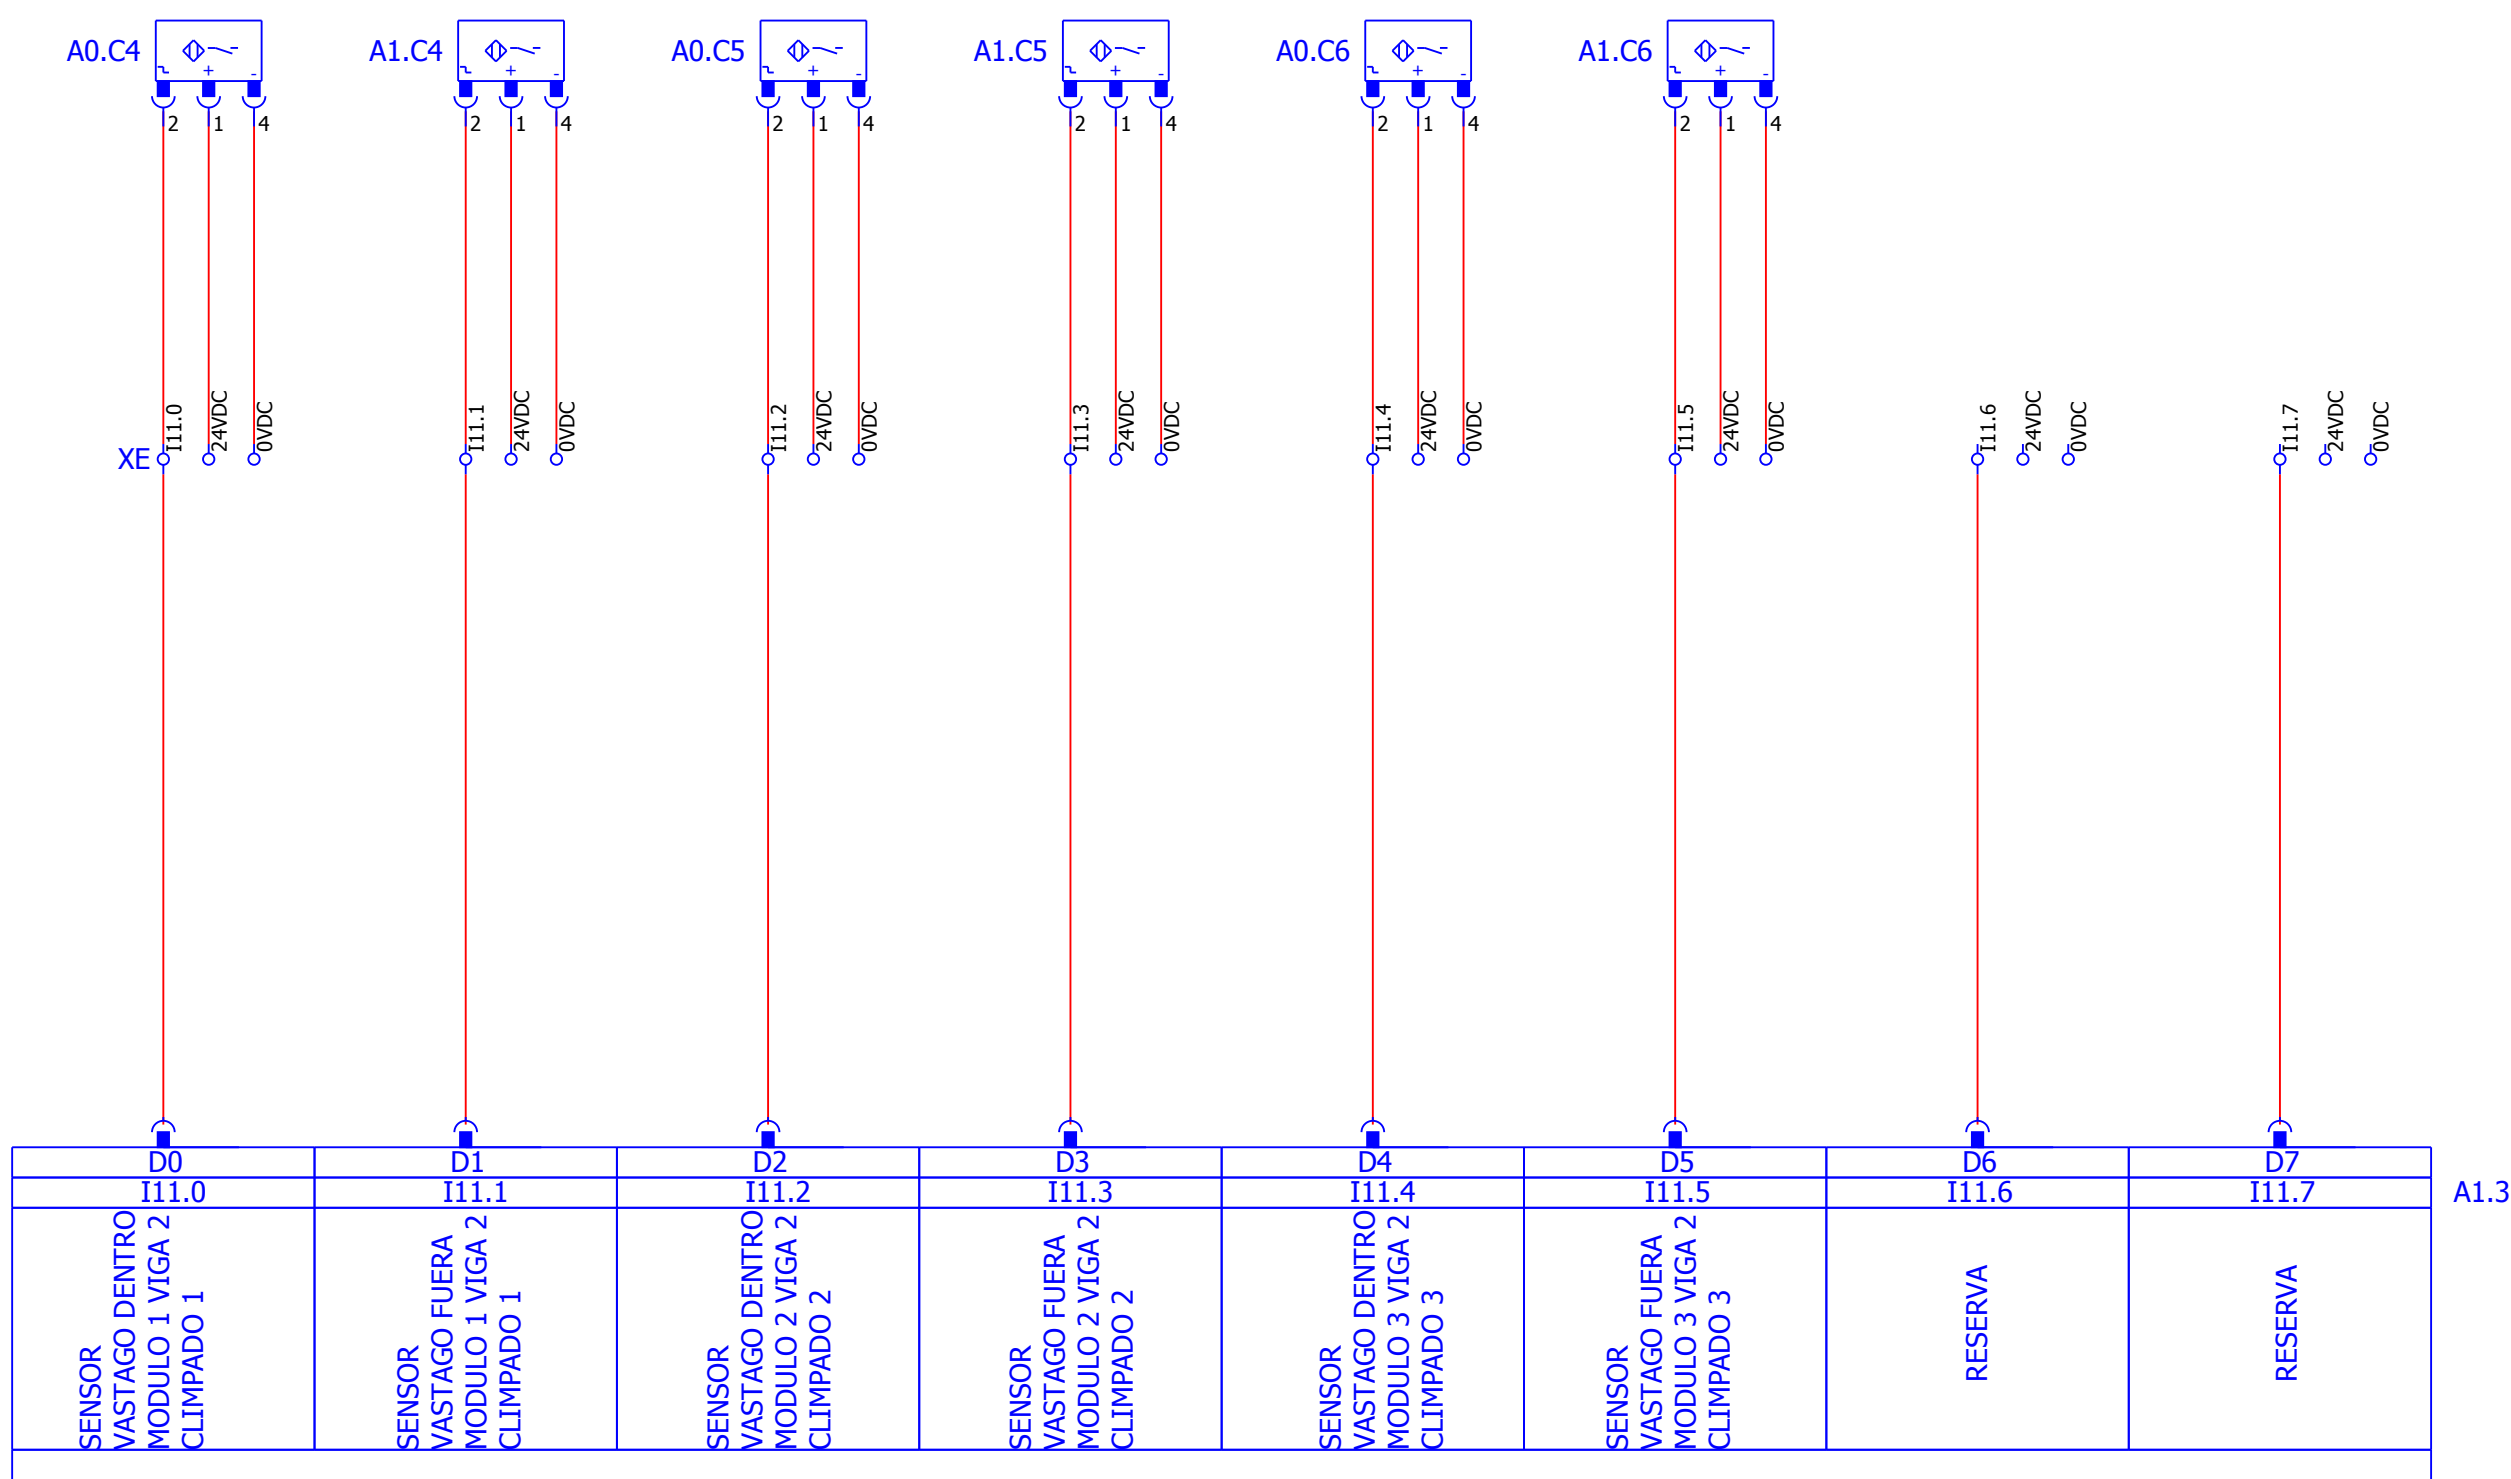 A0.C4 A1.C4 A0.C5 A1.C5 A0.C6 A1.C6
+ - + - + - + - + - + -
2 1 4 2 1 4 2 1 4 2 1 4 2 1 4 2 1 4
I11.0 24VDC 0VDC I11.1 24VDC 0VDC I11.2 24VDC 0VDC I11.3 24VDC 0VDC I11.4 24VDC 0VDC I11.5 24VDC 0VDC I11.6 24VDC 0VDC I11.7 24VDC 0VDC
XE
D0 D1 D2 D3 D4 D5 D6 D7
I11.0 I11.1 I11.2 I11.3 I11.4 I11.5 I11.6 I11.7 A1.3
SENSOR
VASTAGO DENTRO
MODULO 1 VIGA 2
CLIMPADO 1
SENSOR
VASTAGO FUERA
MODULO 1 VIGA 2
CLIMPADO 1
SENSOR
VASTAGO DENTRO
MODULO 2 VIGA 2
CLIMPADO 2
SENSOR
VASTAGO FUERA
MODULO 2 VIGA 2
CLIMPADO 2
SENSOR
VASTAGO DENTRO
MODULO 3 VIGA 2
CLIMPADO 3
SENSOR
VASTAGO FUERA
MODULO 3 VIGA 2
CLIMPADO 3
RESERVA
RESERVA